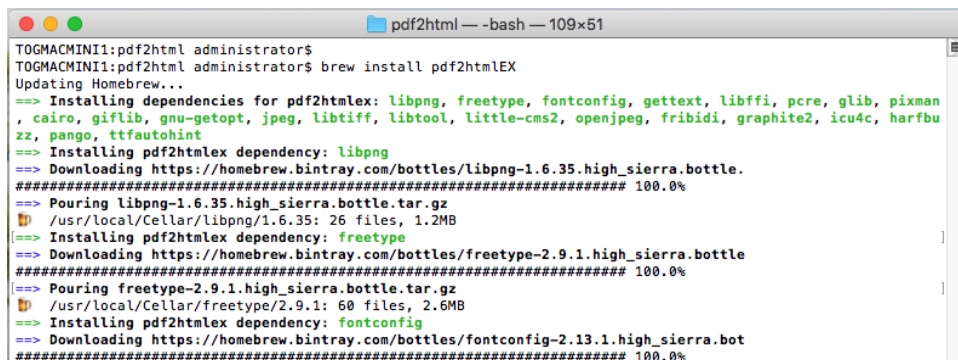 pdf2html — -bash — 109×51
TOGMACMINI1:pdf2html administrator$
TOGMACMINI1:pdf2html administrator$ brew install pdf2htmlEX
Updating Homebrew...
==> Installing dependencies for pdf2htmlex: libpng, freetype, fontconfig, gettext, libffi, pcre, glib, pixman
, cairo, giflib, gnu-getopt, jpeg, libtiff, libtool, little-cms2, openjpeg, fribidi, graphite2, icu4c, harfbu
zz, pango, ttfautohint
==> Installing pdf2htmlex dependency: libpng
==> Downloading https://homebrew.bintray.com/bottles/libpng-1.6.35.high_sierra.bottle.
######################################################################## 100.0%
==> Pouring libpng-1.6.35.high_sierra.bottle.tar.gz
🍺  /usr/local/Cellar/libpng/1.6.35: 26 files, 1.2MB
[==> Installing pdf2htmlex dependency: freetype ]
==> Downloading https://homebrew.bintray.com/bottles/freetype-2.9.1.high_sierra.bottle
######################################################################## 100.0%
[==> Pouring freetype-2.9.1.high_sierra.bottle.tar.gz ]
🍺  /usr/local/Cellar/freetype/2.9.1: 60 files, 2.6MB
==> Installing pdf2htmlex dependency: fontconfig
==> Downloading https://homebrew.bintray.com/bottles/fontconfig-2.13.1.high_sierra.bot
######################################################################## 100.0%